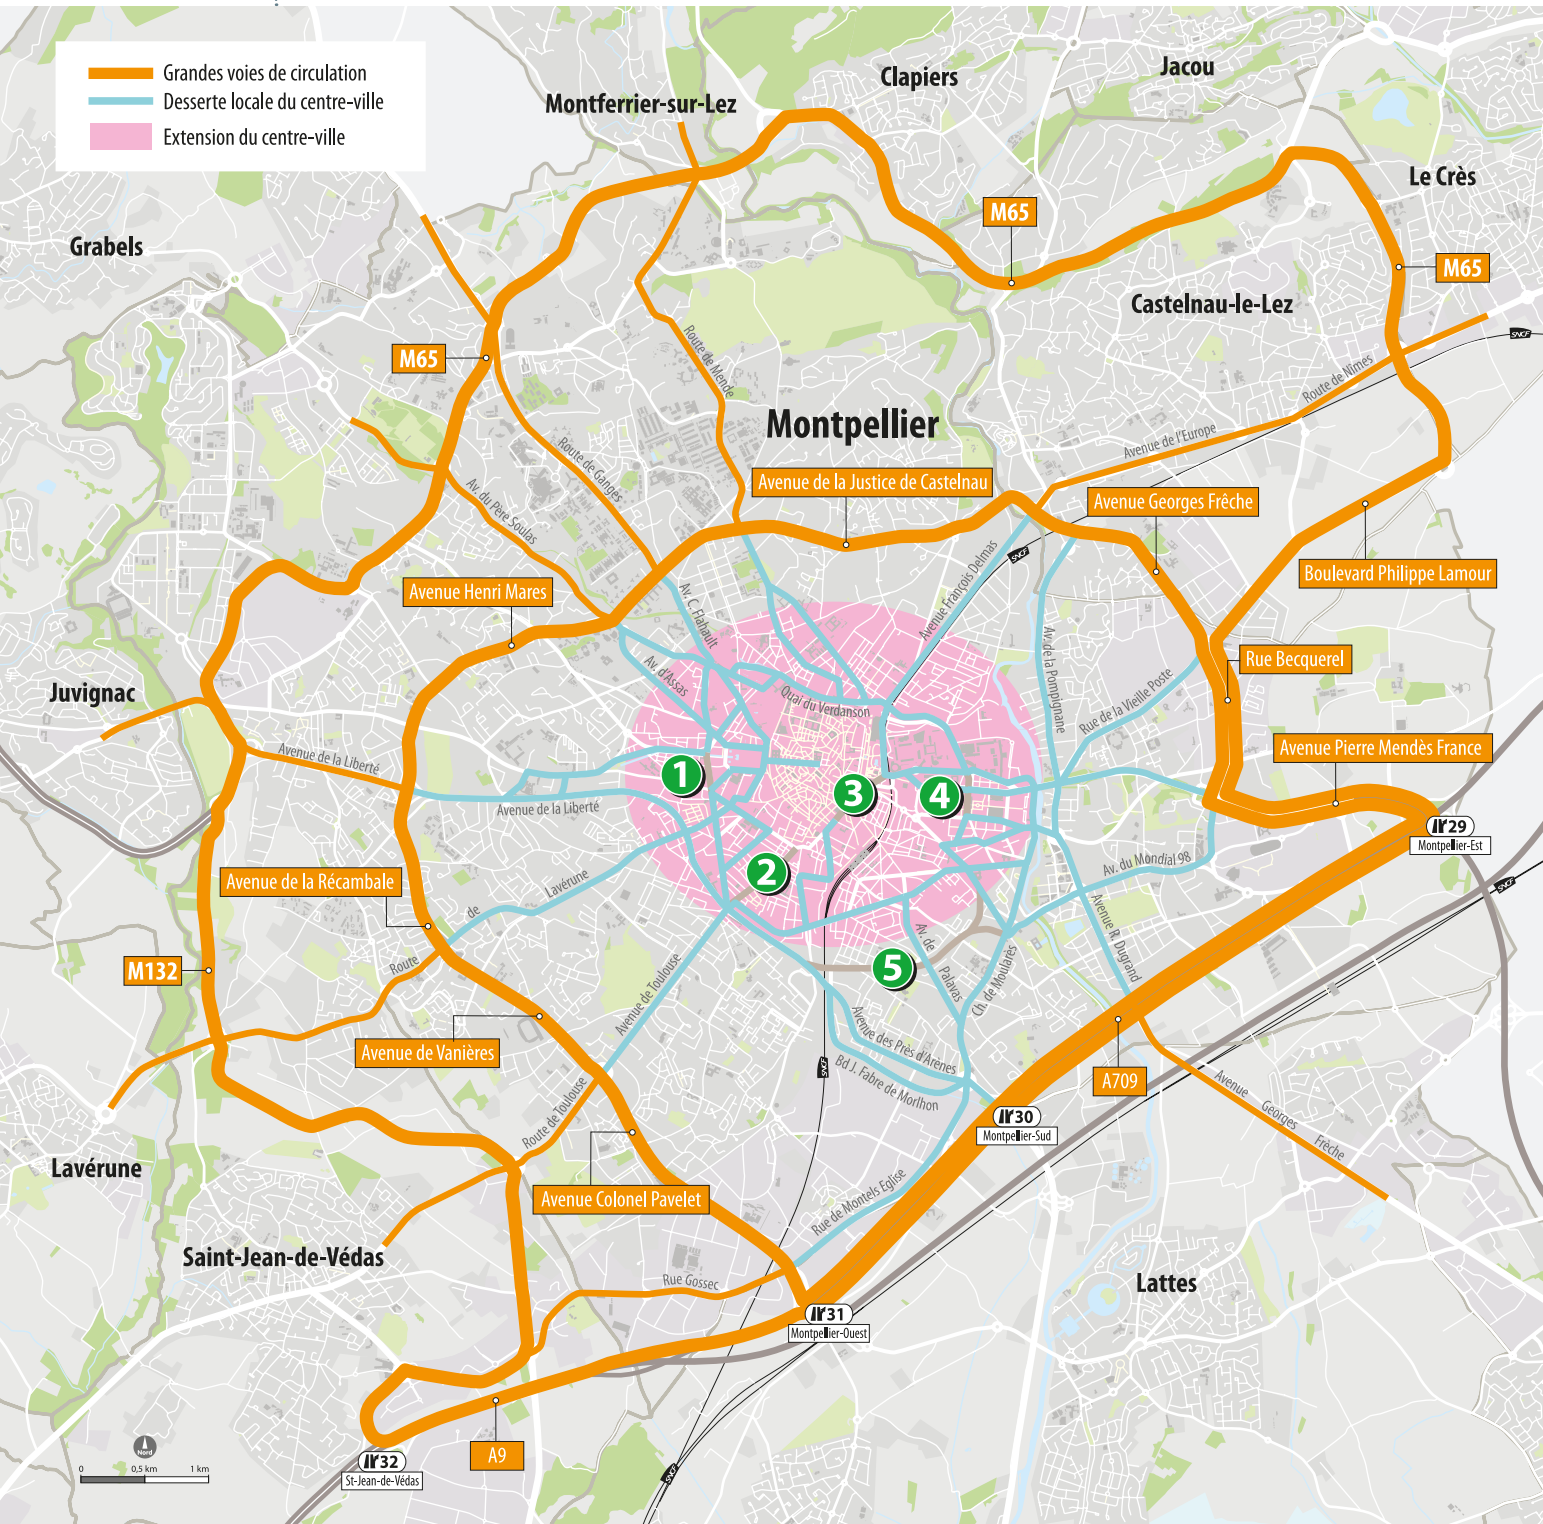 Grandes voies de circulation
Desserte locale du centre-ville
Extension du centre-ville
Clapiers
Jacou
Montferrier-sur-Lez
Le Crès
M65
Grabels
M65
Castelnau-le-Lez
M65
Route de Mende
Route de Nîmes
SNCF
Montpellier
Avenue de l'Europe
Route de Ganges
Av. du Père Soulas
Avenue de la Justice de Castelnau
Avenue Georges Frêche
SNCF
Boulevard Philippe Lamour
Avenue Henri Mares
Av. C. Flahault
Avenue François Delmas
Av. de la Pompignane
Rue Becquerel
Av. d'Assas
Juvignac
Quai du Verdanson
Rue de la Vieille Poste
Avenue Pierre Mendès France
Avenue de la Liberté
1
3
4
Avenue de la Liberté
29
Montpellier-Est
2
Av. du Mondial 98
Avenue de la Récambale
Lavérune
de
Route
SNCF
Avenue R. Dugrand
M132
5
Av. de
Palavas
Ch. de Moularès
Avenue de Toulouse
Avenue de Vanières
Avenue des Près d'Arènes
Bd J. Fabre de Morlhon
SNCF
A709
Avenue
Georges
Frêche
30
Montpellier-Sud
Route de Toulouse
Lavérune
Avenue Colonel Pavelet
Rue de Montels Eglise
Saint-Jean-de-Védas
Rue Gossec
Lattes
31
Montpellier-Ouest
Nord
0
0,5 km
1 km
32
St-Jean-de-Védas
A9
SNCF